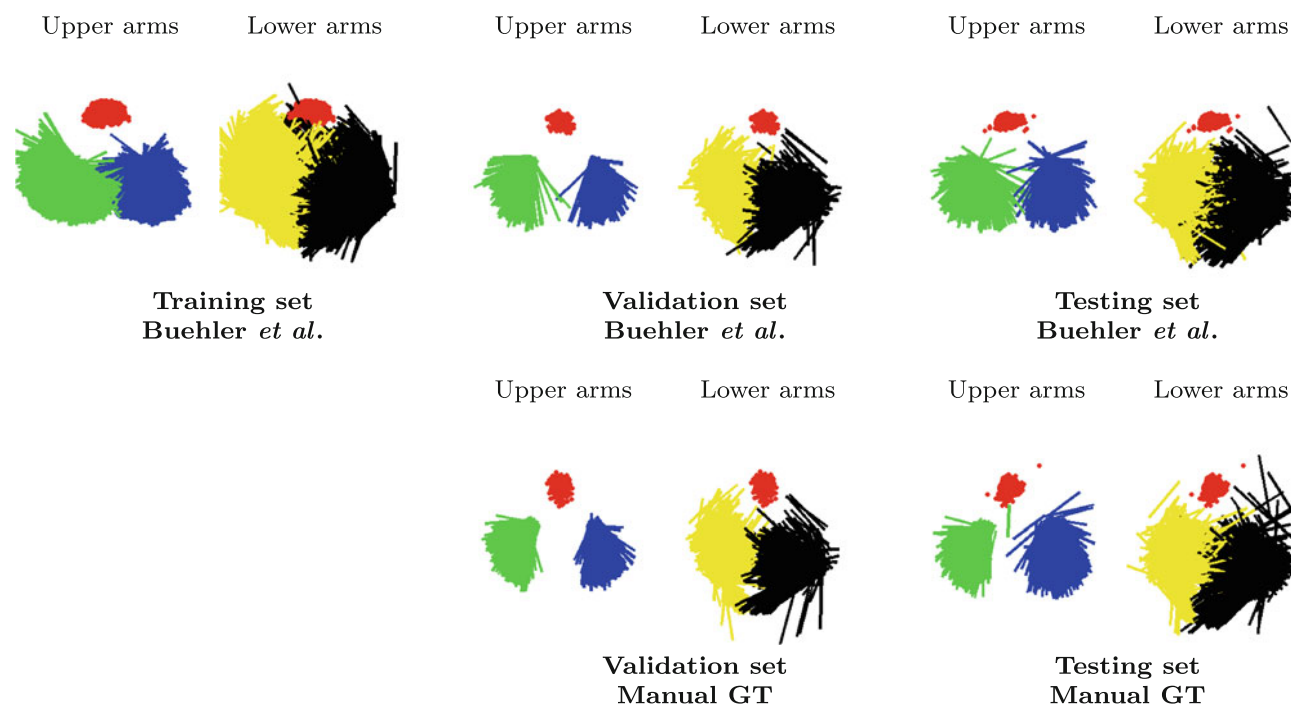 Upper arms Lower arms Upper arms Lower arms Upper arms Lower arms
Training set Validation set Testing set
Buehler et al. Buehler et al. Buehler et al.
Upper arms Lower arms Upper arms Lower arms
Validation set Testing set
Manual GT Manual GT